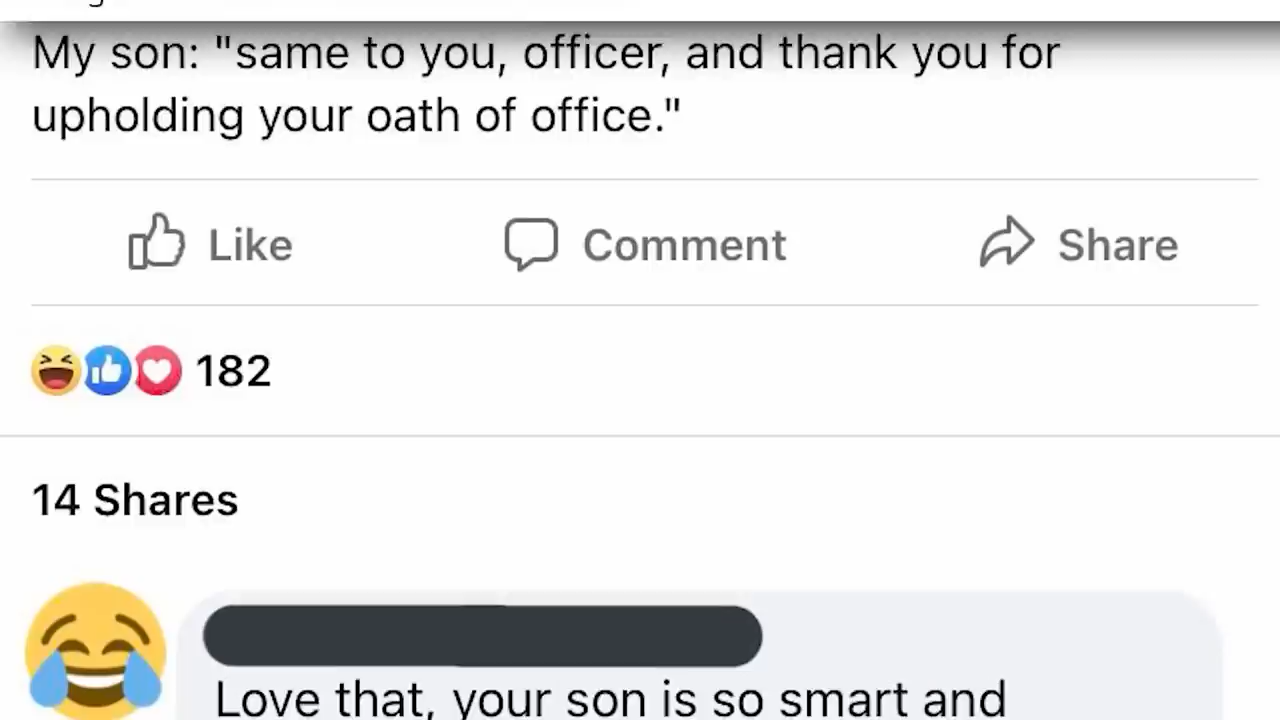 My son: "same to you, officer, and thank you for
upholding your oath of office."
Like Comment Share
182
14 Shares
Love that, your son is so smart and